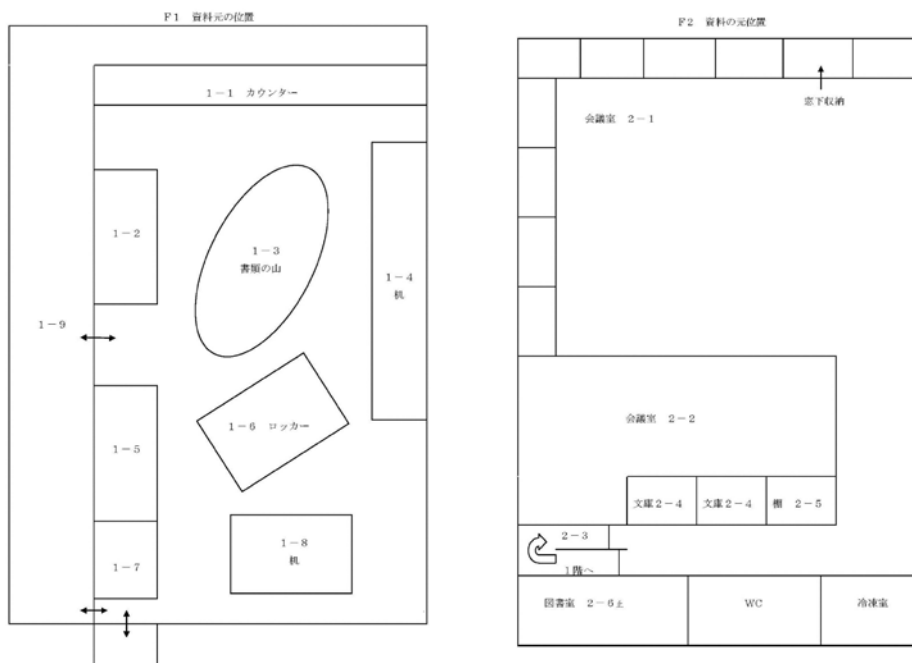 F1 資料元の位置
1-1 カウンター
1-2
1-3
書類の山
1-4
机
1-9
1-5
1-6 ロッカー
1-7
1-8
机
F2 資料の元位置
窓下収納
会議室 2-1
会議室 2-2
文庫2-4
文庫2-4
棚 2-5
2-3
1階へ
図書室 2-6
WC
冷凍室